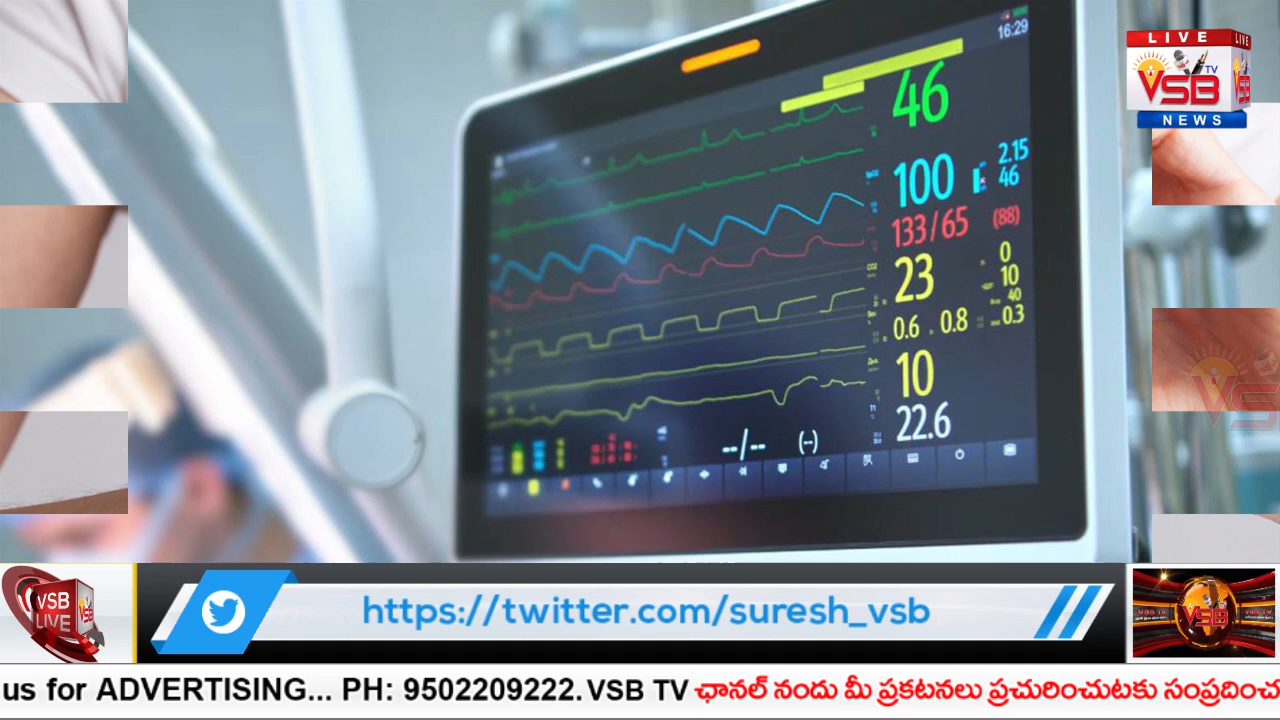 16:29
46
100
2.15
46
133/65
(88)
23
0
10
40
0.6
0.8
0.3
10
22.6
--/--
(--)
LIVE
LIVE
TV
VSB
NEWS
VS
VSB
LIVE
https://twitter.com/suresh_vsb
VSB
us for ADVERTISING... PH: 9502209222. VSB TV ఛానల్ నందు మీ ప్రకటనలు ప్రచురించుటకు సంప్రదించ